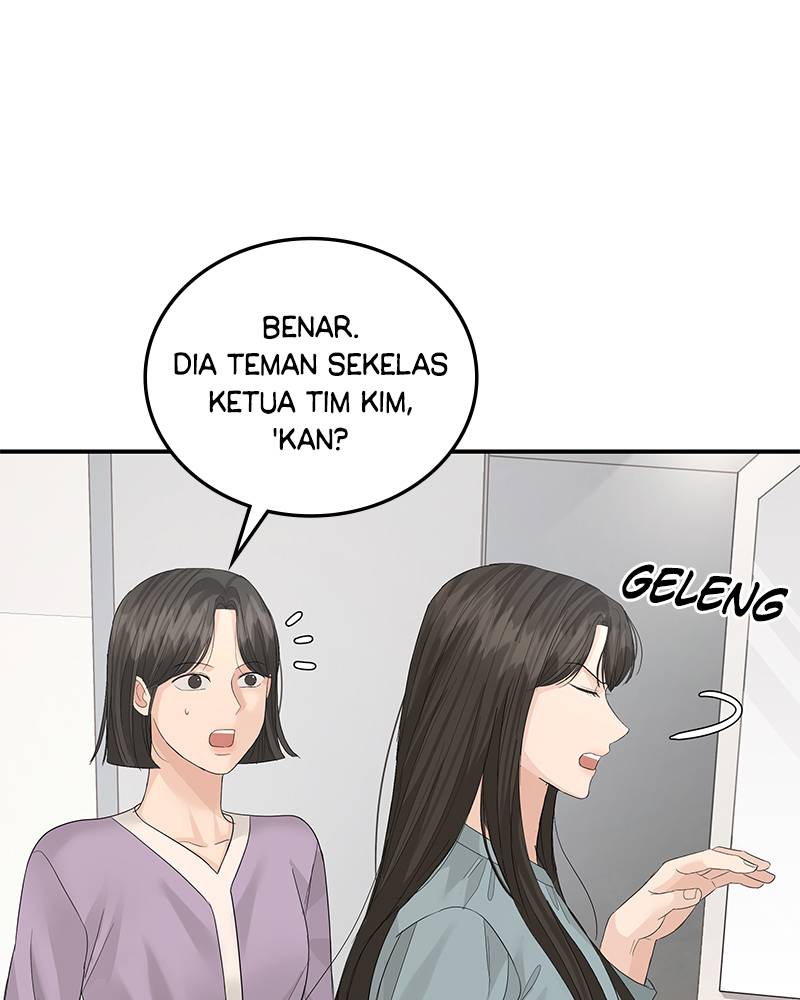 BENAR.
DIA TEMAN SEKELAS
KETUA TIM KIM,
'KAN?
GELENG